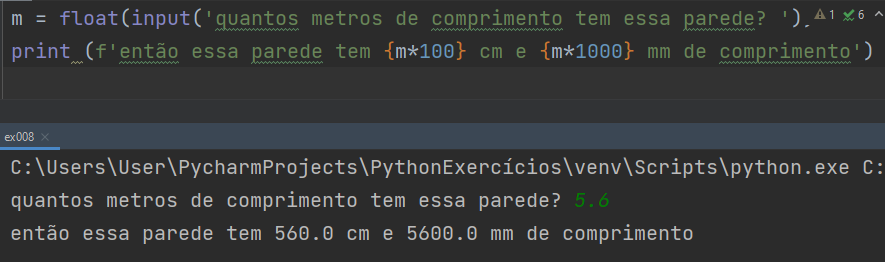 m = float(input('quantos metros de comprimento tem essa parede? ')) 1 6
print (f'então essa parede tem {m*100} cm e {m*1000} mm de comprimento')
ex008 ×
C:\Users\User\PycharmProjects\PythonExercícios\venv\Scripts\python.exe C:
quantos metros de comprimento tem essa parede? 5.6
então essa parede tem 560.0 cm e 5600.0 mm de comprimento